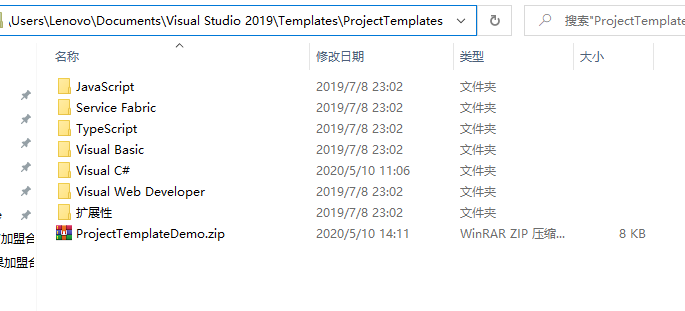 \Users\Lenovo\Documents\Visual Studio 2019\Templates\ProjectTemplates
搜索"ProjectTemplate
名称 修改日期 类型 大小
JavaScript 2019/7/8 23:02 文件夹
Service Fabric 2019/7/8 23:02 文件夹
TypeScript 2019/7/8 23:02 文件夹
Visual Basic 2019/7/8 23:02 文件夹
Visual C# 2020/5/10 11:06 文件夹
Visual Web Developer 2019/7/8 23:02 文件夹
扩展性 2019/7/8 23:02 文件夹
ProjectTemplateDemo.zip 2020/5/10 14:11 WinRAR ZIP 压缩... 8 KB
加盟合
加盟合